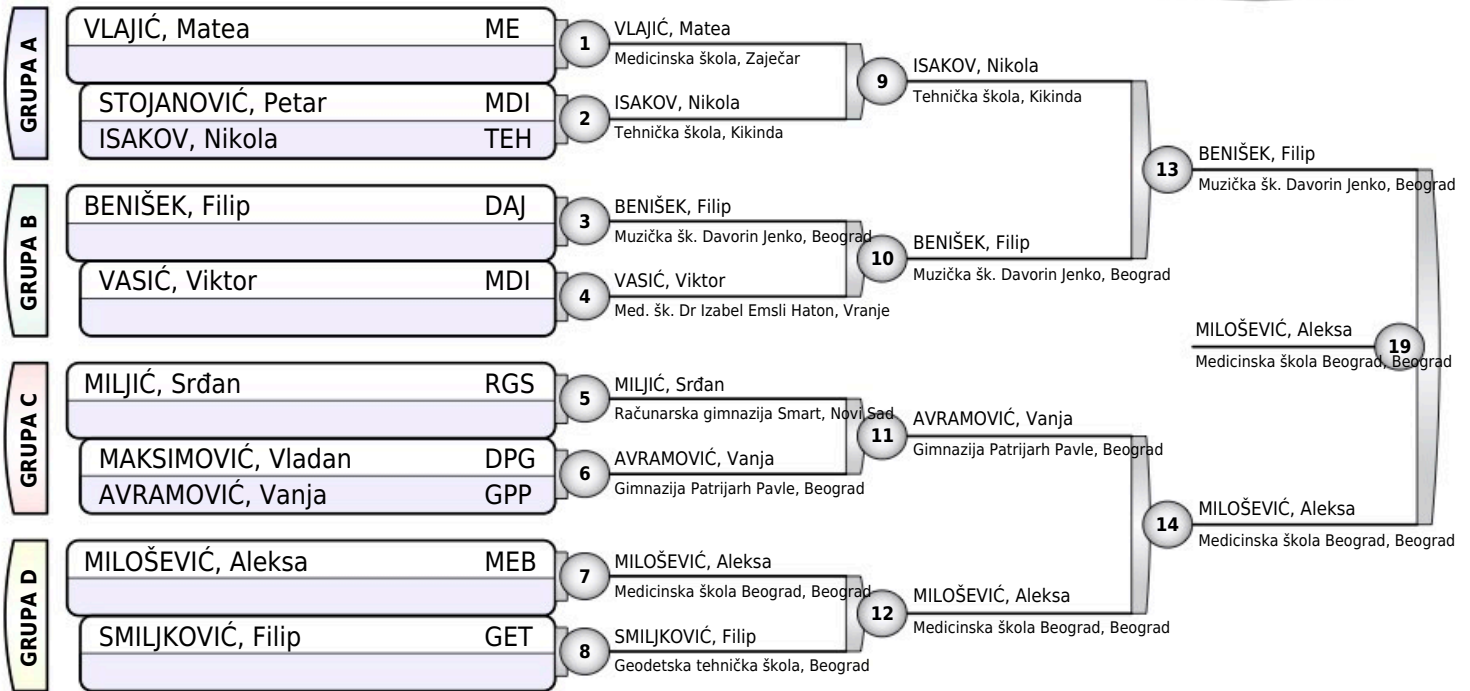 GRUPA A
VLAJIĆ, Matea ME
STOJANOVIĆ, Petar MDI
ISAKOV, Nikola TEH
GRUPA B
BENIŠEK, Filip DAJ
VASIĆ, Viktor MDI
GRUPA C
MILJIĆ, Srđan RGS
MAKSIMOVIĆ, Vladan DPG
AVRAMOVIĆ, Vanja GPP
GRUPA D
MILOŠEVIĆ, Aleksa MEB
SMILJKOVIĆ, Filip GET
1
VLAJIĆ, Matea
Medicinska škola, Zaječar
2
ISAKOV, Nikola
Tehnička škola, Kikinda
3
BENIŠEK, Filip
Muzička šk. Davorin Jenko, Beograd
4
VASIĆ, Viktor
Med. šk. Dr Izabel Emsli Haton, Vranje
5
MILJIĆ, Srđan
Računarska gimnazija Smart, Novi Sad
6
AVRAMOVIĆ, Vanja
Gimnazija Patrijarh Pavle, Beograd
7
MILOŠEVIĆ, Aleksa
Medicinska škola Beograd, Beograd
8
SMILJKOVIĆ, Filip
Geodetska tehnička škola, Beograd
9
ISAKOV, Nikola
Tehnička škola, Kikinda
10
BENIŠEK, Filip
Muzička šk. Davorin Jenko, Beograd
11
AVRAMOVIĆ, Vanja
Gimnazija Patrijarh Pavle, Beograd
12
MILOŠEVIĆ, Aleksa
Medicinska škola Beograd, Beograd
13
BENIŠEK, Filip
Muzička šk. Davorin Jenko, Beograd
14
MILOŠEVIĆ, Aleksa
Medicinska škola Beograd, Beograd
19
MILOŠEVIĆ, Aleksa
Medicinska škola Beograd, Beograd